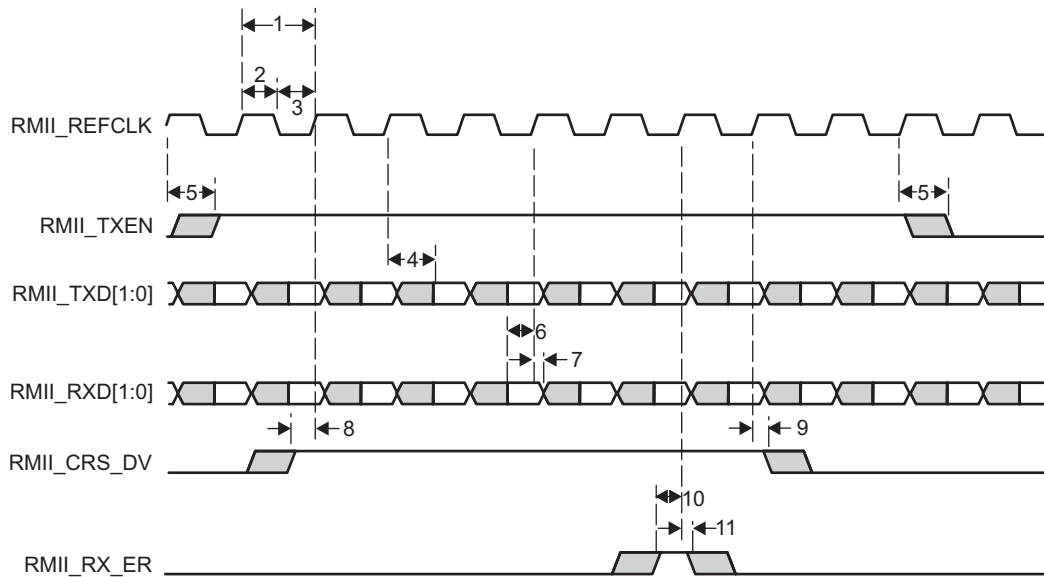 1
2
3
RMII_REFCLK
5
5
RMII_TXEN
4
RMII_TXD[1:0]
6
7
RMII_RXD[1:0]
8
9
RMII_CRS_DV
10
11
RMII_RX_ER